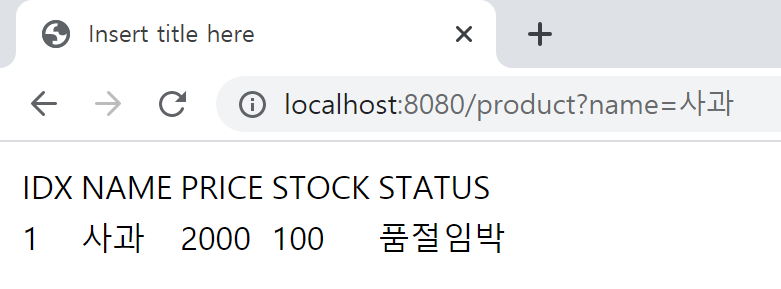 Insert title here
localhost:8080/product?name=사과
IDX NAME PRICE STOCK STATUS
1 사과 2000 100 품절임박